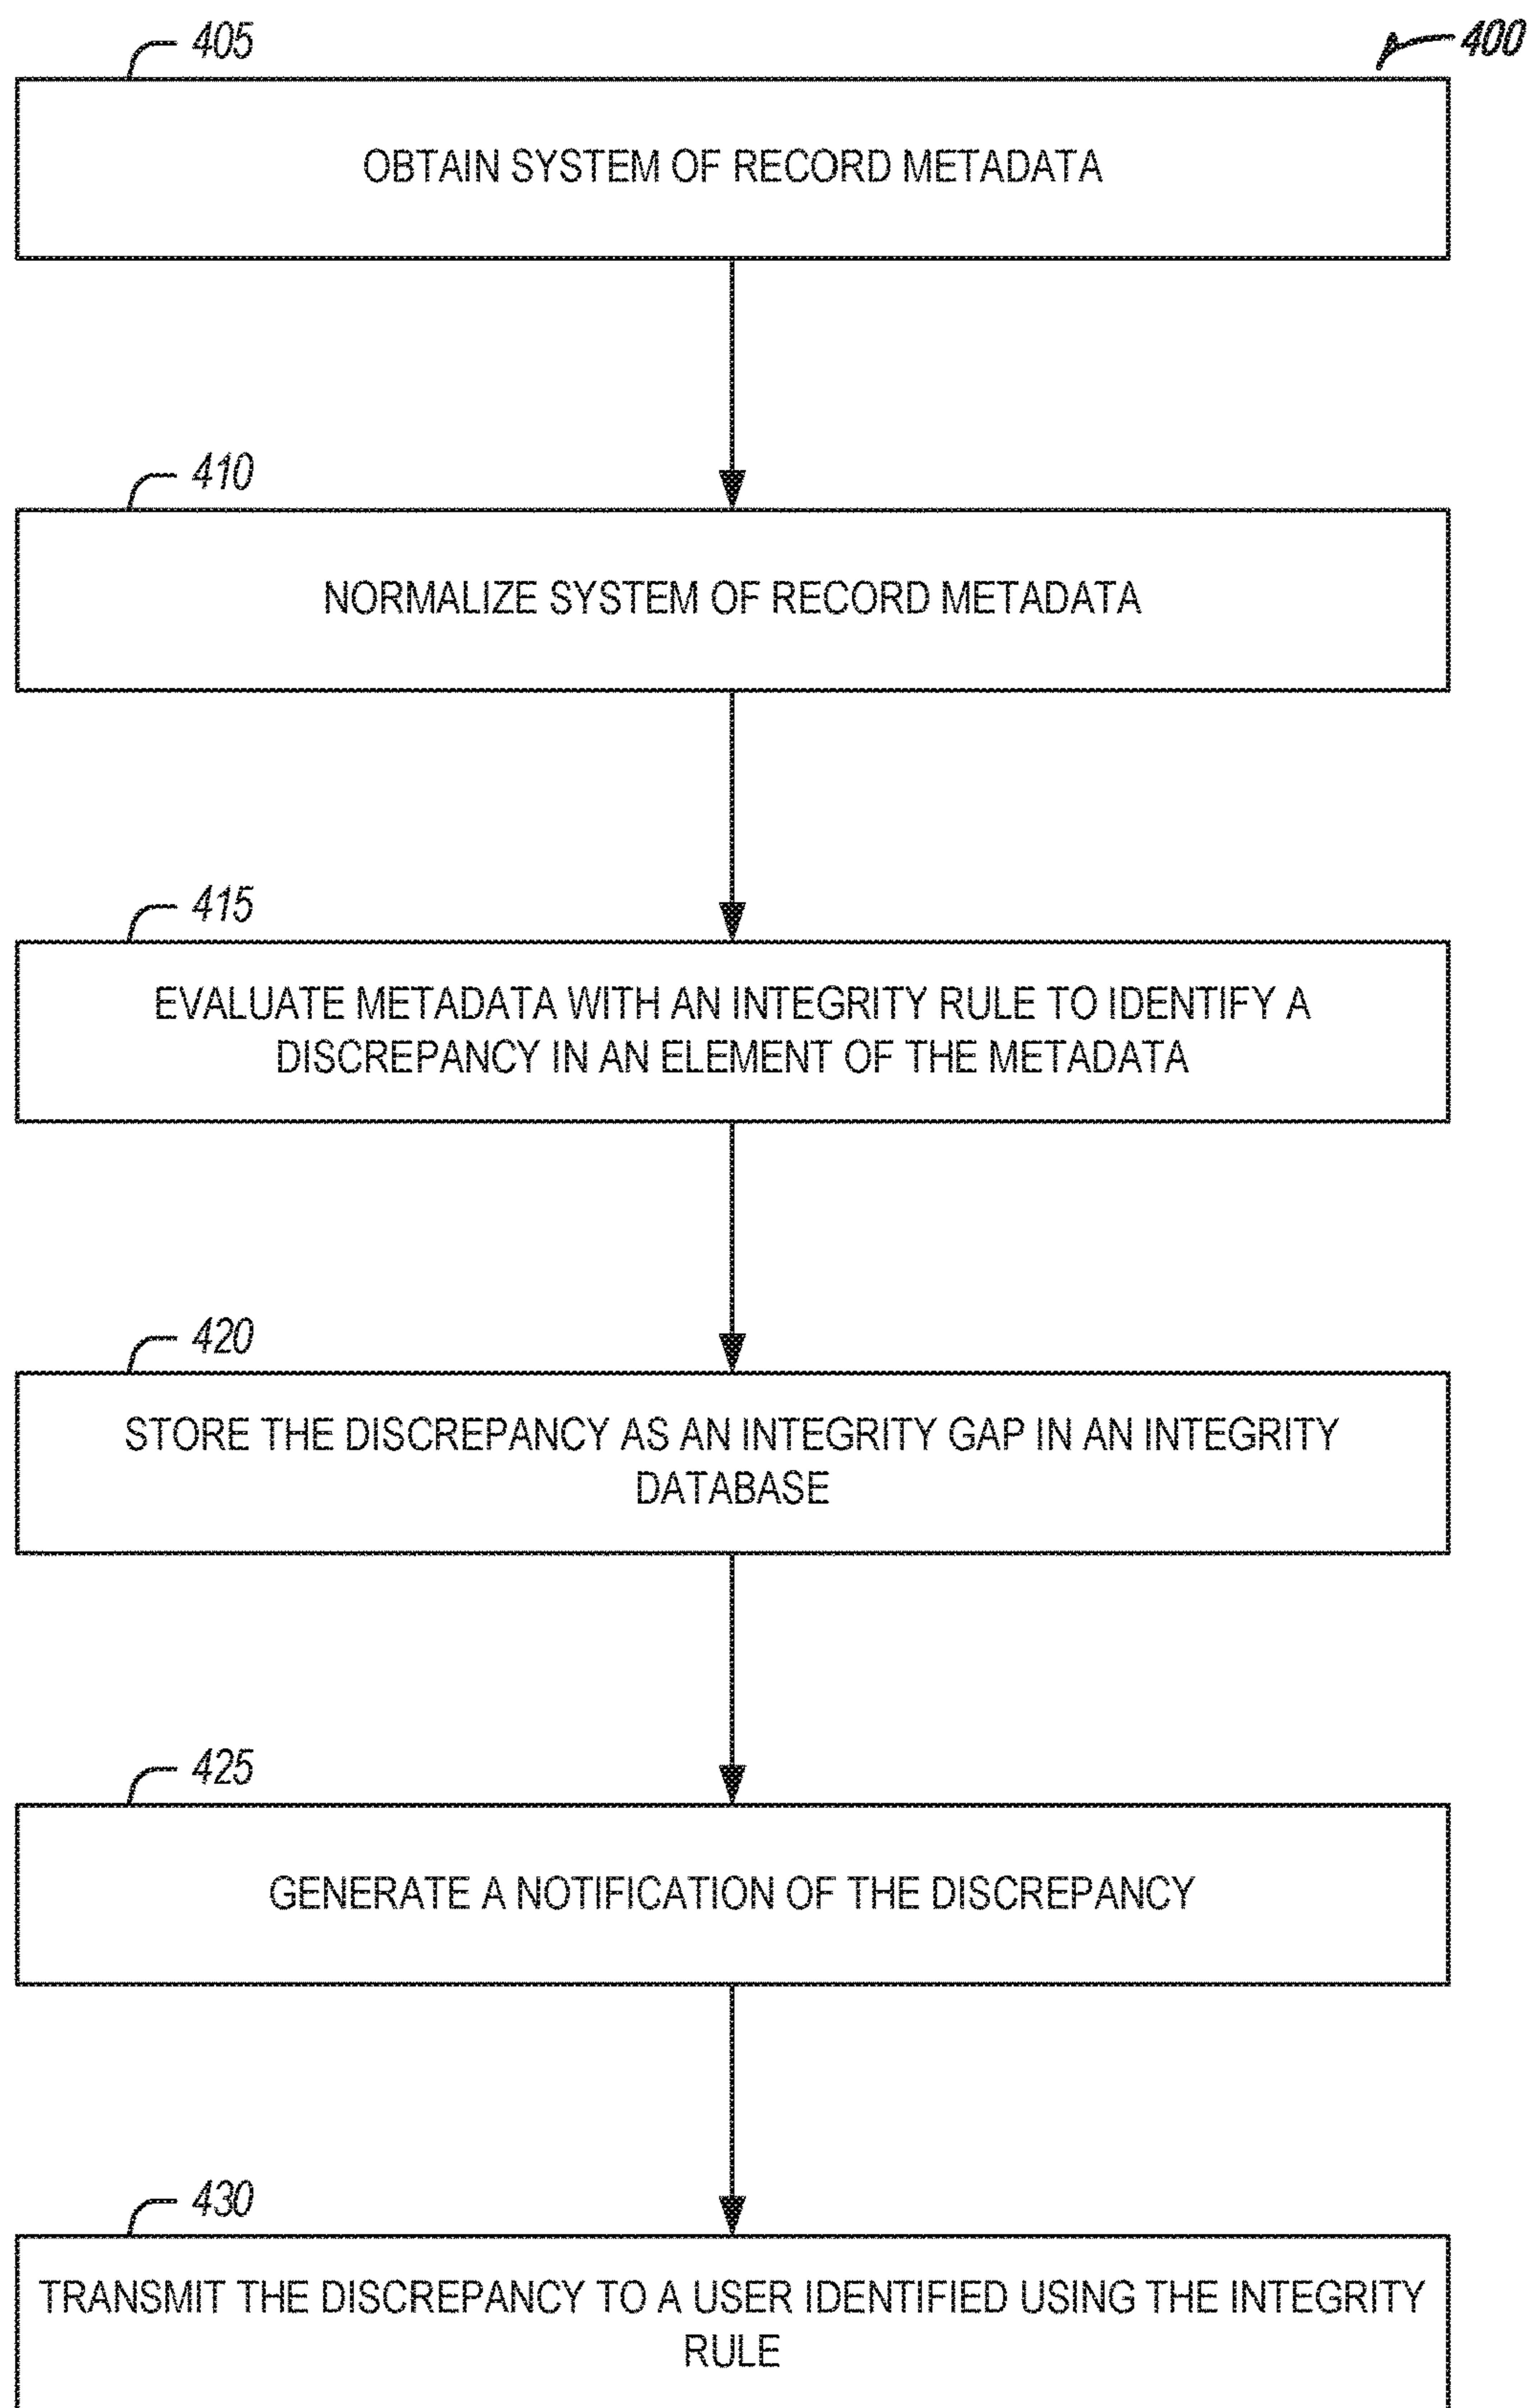 405
400
OBTAIN SYSTEM OF RECORD METADATA
410
NORMALIZE SYSTEM OF RECORD METADATA
415
EVALUATE METADATA WITH AN INTEGRITY RULE TO IDENTIFY A
DISCREPANCY IN AN ELEMENT OF THE METADATA
420
STORE THE DISCREPANCY AS AN INTEGRITY GAP IN AN INTEGRITY
DATABASE
425
GENERATE A NOTIFICATION OF THE DISCREPANCY
430
TRANSMIT THE DISCREPANCY TO A USER IDENTIFIED USING THE INTEGRITY
RULE